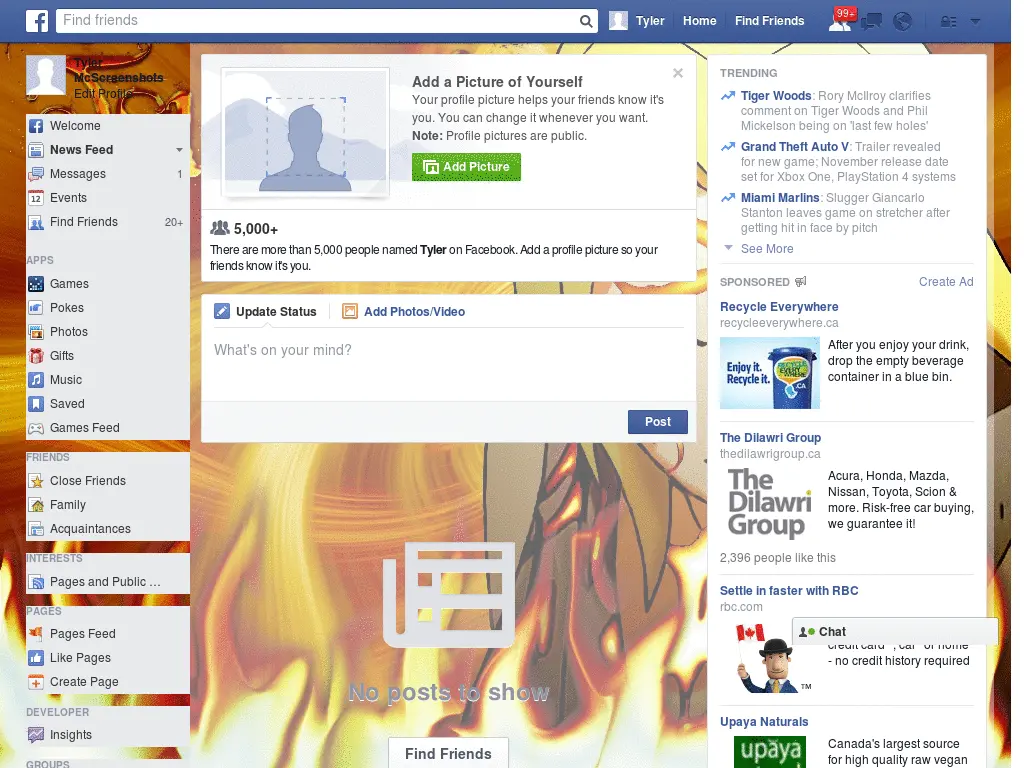 Find friends
Tyler
Home
Find Friends
99+
Tyler
McScreenshots
Edit Profile
Welcome
News Feed
Messages 1
12 Events
Find Friends 20+
APPS
Games
Pokes
Photos
Gifts
Music
Saved
Games Feed
FRIENDS
Close Friends
Family
Acquaintances
INTERESTS
Pages and Public ...
PAGES
Pages Feed
Like Pages
Create Page
DEVELOPER
Insights
GROUPS
Add a Picture of Yourself
Your profile picture helps your friends know it's
you. You can change it whenever you want.
Note: Profile pictures are public.
Add Picture
5,000+
There are more than 5,000 people named Tyler on Facebook. Add a profile picture so your
friends know it's you.
Update Status
Add Photos/Video
What's on your mind?
Post
No posts to show
Find Friends
TRENDING
Tiger Woods: Rory McIlroy clarifies
comment on Tiger Woods and Phil
Mickelson being on 'last few holes'
Grand Theft Auto V: Trailer revealed
for new game; November release date
set for Xbox One, PlayStation 4 systems
Miami Marlins: Slugger Giancarlo
Stanton leaves game on stretcher after
getting hit in face by pitch
See More
SPONSORED
Create Ad
Recycle Everywhere
recycleeverywhere.ca
Enjoy it.
Recycle it.
RECYCLE
EVERYWHERE
.CA
After you enjoy your drink,
drop the empty beverage
container in a blue bin.
The Dilawri Group
thedilawrigroup.ca
The
Dilawri
Group
Acura, Honda, Mazda,
Nissan, Toyota, Scion &
more. Risk-free car buying,
we guarantee it!
2,396 people like this
Settle in faster with RBC
rbc.com
Chat
credit card , car or home
- no credit history required
TM
Upaya Naturals
upaya
Canada's largest source
for high quality raw vegan